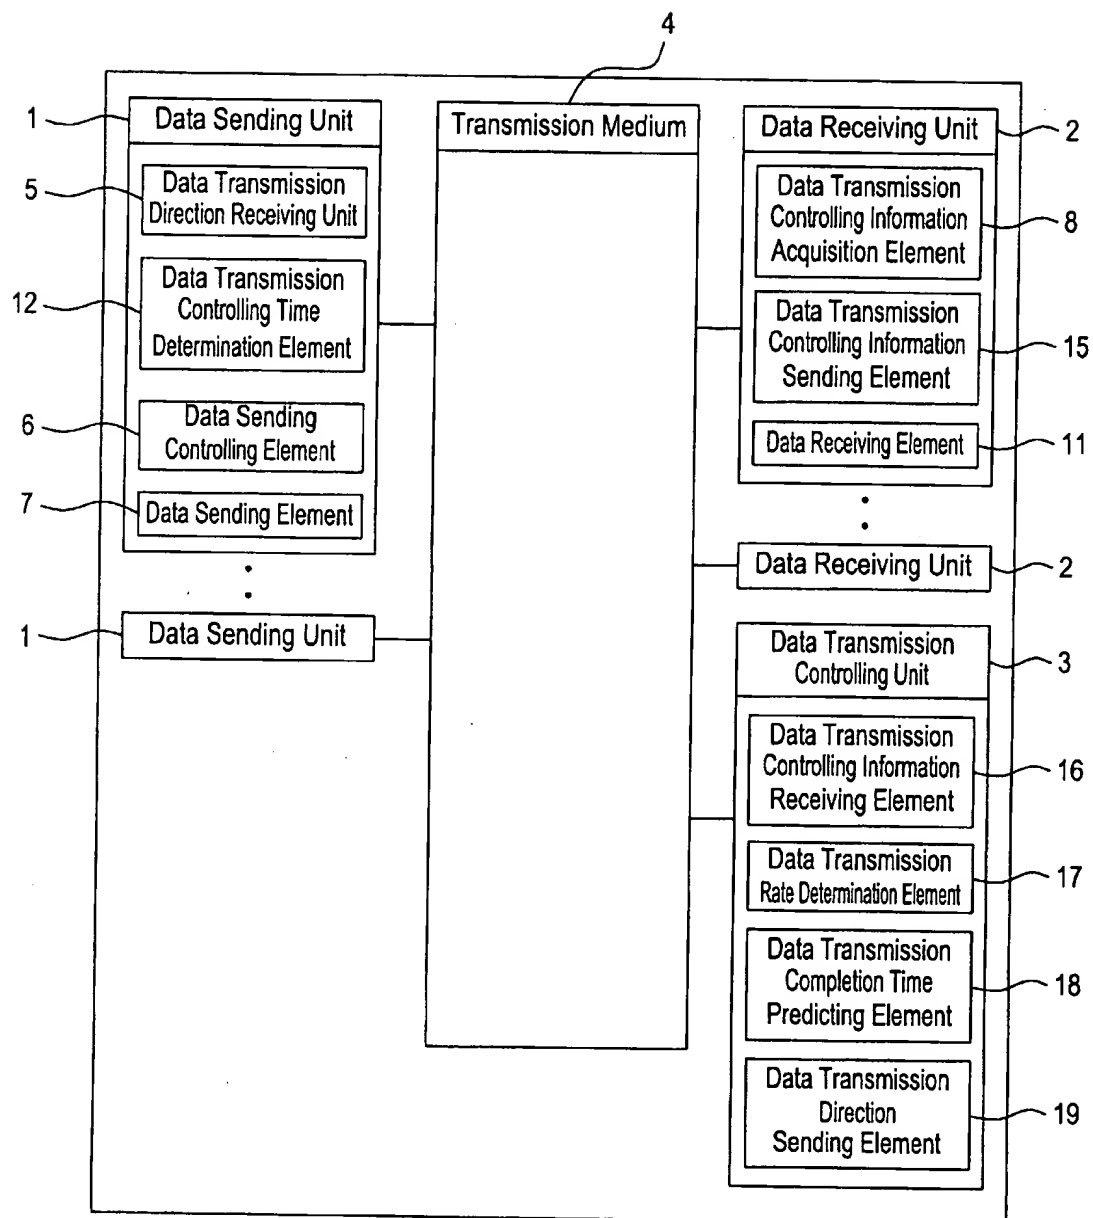 4
1
Data Sending Unit
5
Data Transmission
Direction Receiving Unit
12
Data Transmission
Controlling Time
Determination Element
6
Data Sending
Controlling Element
7
Data Sending Element
1
Data Sending Unit
Transmission Medium
Data Receiving Unit
2
Data Transmission
Controlling Information
Acquisition Element
8
Data Transmission
Controlling Information
Sending Element
15
Data Receiving Element
11
Data Receiving Unit
2
Data Transmission
Controlling Unit
3
Data Transmission
Controlling Information
Receiving Element
16
Data Transmission
Rate Determination Element
17
Data Transmission
Completion Time
Predicting Element
18
Data Transmission
Direction
Sending Element
19